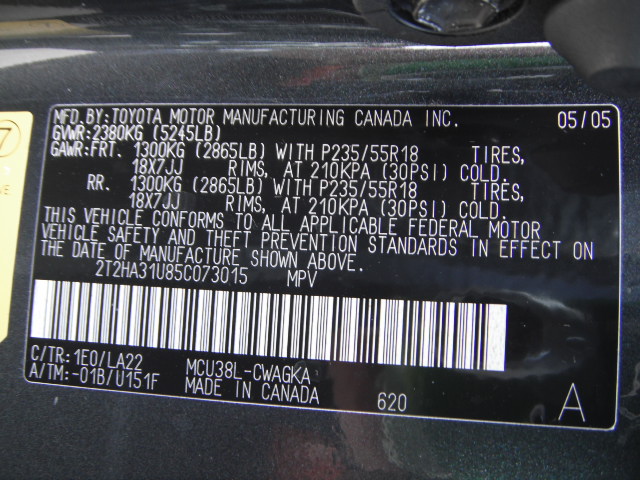 MFD.BY:TOYOTA MOTOR MANUFACTURING CANADA INC. 05/05
GVWR:2380KG (5245LB)
GAWR:FRT. 1300KG (2865LB) WITH P235/55R18 TIRES,
18X7JJ RIMS, AT 210KPA (30PSI) COLD.
RR. 1300KG (2865LB) WITH P235/55R18 TIRES,
18X7JJ RIMS, AT 210KPA (30PSI) COLD.
THIS VEHICLE CONFORMS TO ALL APPLICABLE FEDERAL MOTOR
VEHICLE SAFETY AND THEFT PREVENTION STANDARDS IN EFFECT ON
THE DATE OF MANUFACTURE SHOWN ABOVE.
2T2HA31U85C073015 MPV
C/TR:1E0/LA22 MCU38L-CWAGKA
A/TM:-01B/U151F MADE IN CANADA 620 A